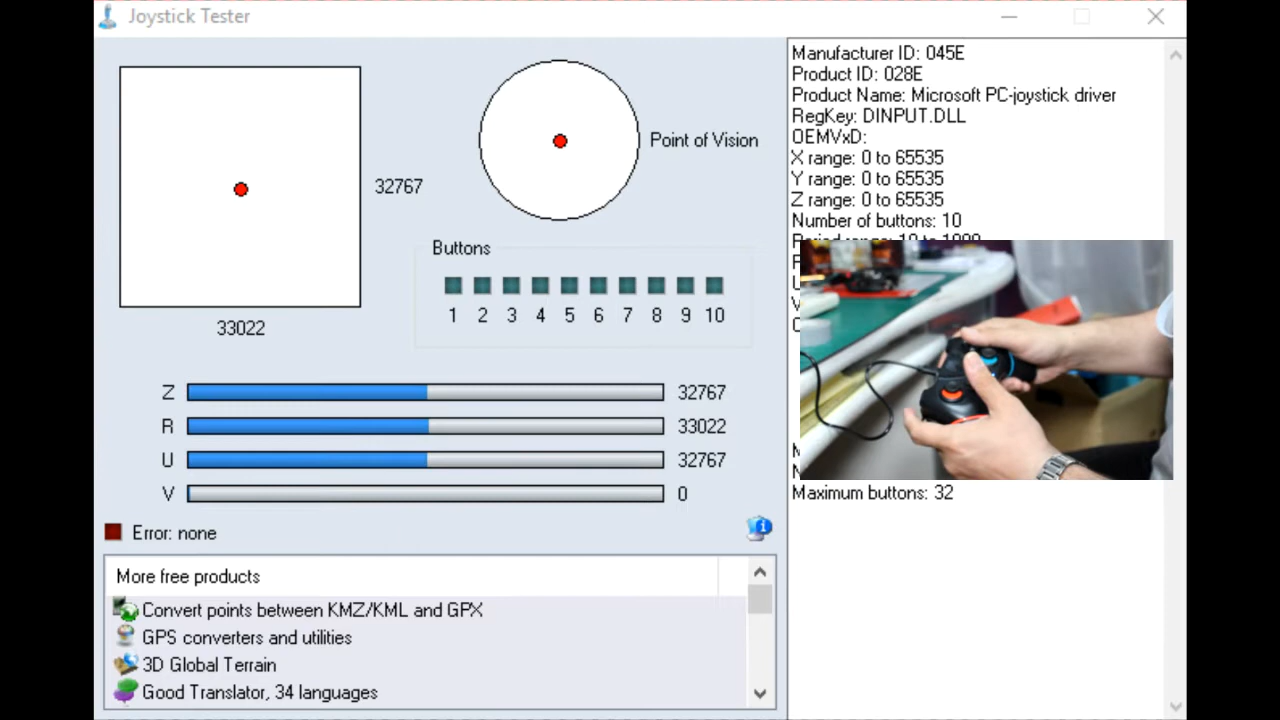 Joystick Tester
32767
33022
Point of Vision
Buttons
1 2 3 4 5 6 7 8 9 10
Z 32767
R 33022
U 32767
V 0
Error: none
More free products
Convert points between KMZ/KML and GPX
GPS converters and utilities
3D Global Terrain
Good Translator, 34 languages
Manufacturer ID: 045E
Product ID: 028E
Product Name: Microsoft PC-joystick driver
RegKey: DINPUT.DLL
OEMVxD:
X range: 0 to 65535
Y range: 0 to 65535
Z range: 0 to 65535
Number of buttons: 10
Maximum buttons: 32